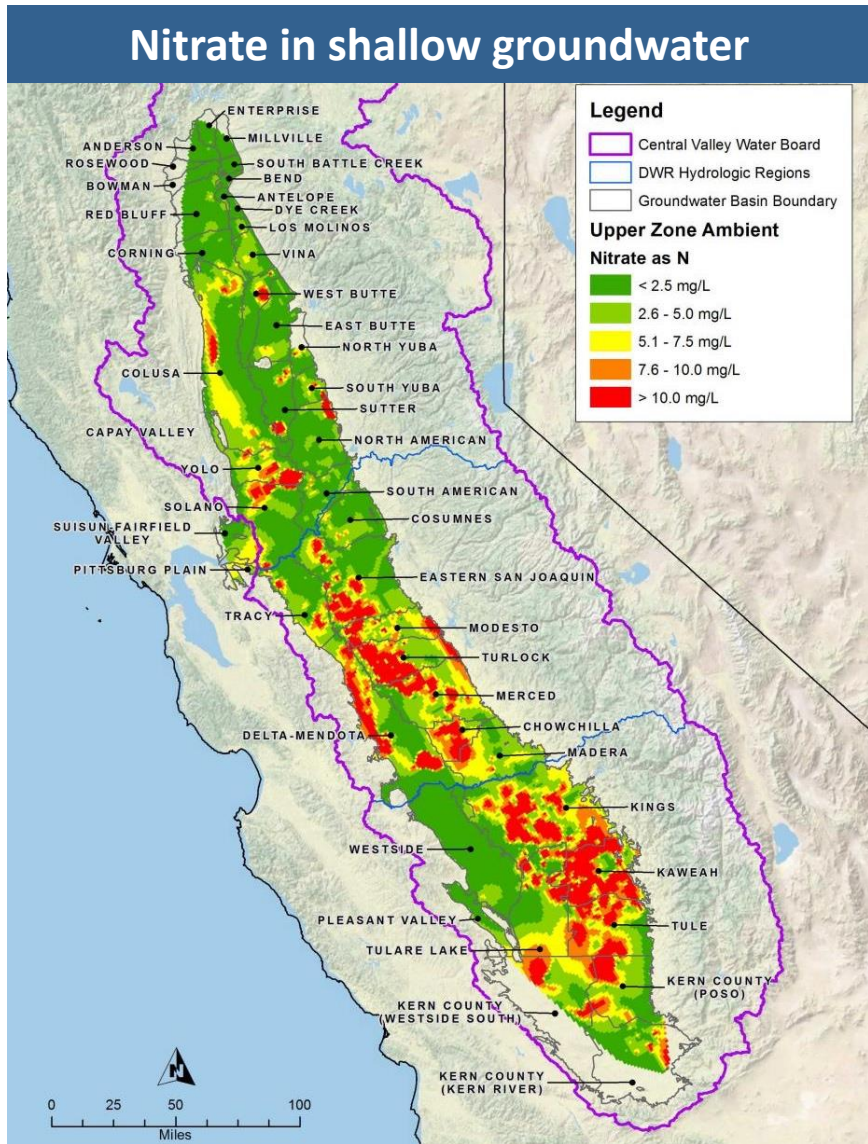 Nitrate in shallow groundwater
Legend
Central Valley Water Board
DWR Hydrologic Regions
Groundwater Basin Boundary
Upper Zone Ambient
Nitrate as N
< 2.5 mg/L
2.6 - 5.0 mg/L
5.1 - 7.5 mg/L
7.6 - 10.0 mg/L
> 10.0 mg/L
ENTERPRISE
MILLVILLE
ANDERSON
ROSEWOOD
SOUTH BATTLE CREEK
BOWMAN
BEND
ANTELOPE
DYE CREEK
RED BLUFF
LOS MOLINOS
CORNING
VINA
WEST BUTTE
EAST BUTTE
NORTH YUBA
COLUSA
SOUTH YUBA
SUTTER
CAPAY VALLEY
NORTH AMERICAN
YOLO
SOUTH AMERICAN
SOLANO
COSUMNES
SUISUN-FAIRFIELD
VALLEY
PITTSBURG PLAIN
EASTERN SAN JOAQUIN
TRACY
MODESTO
TURLOCK
MERCED
CHOWCHILLA
DELTA-MENDOTA
MADERA
KINGS
WESTSIDE
KAWEAH
PLEASANT VALLEY
TULE
TULARE LAKE
KERN COUNTY
(POSO)
KERN COUNTY
(WESTSIDE SOUTH)
KERN COUNTY
(KERN RIVER)
N
0 50 100
Miles